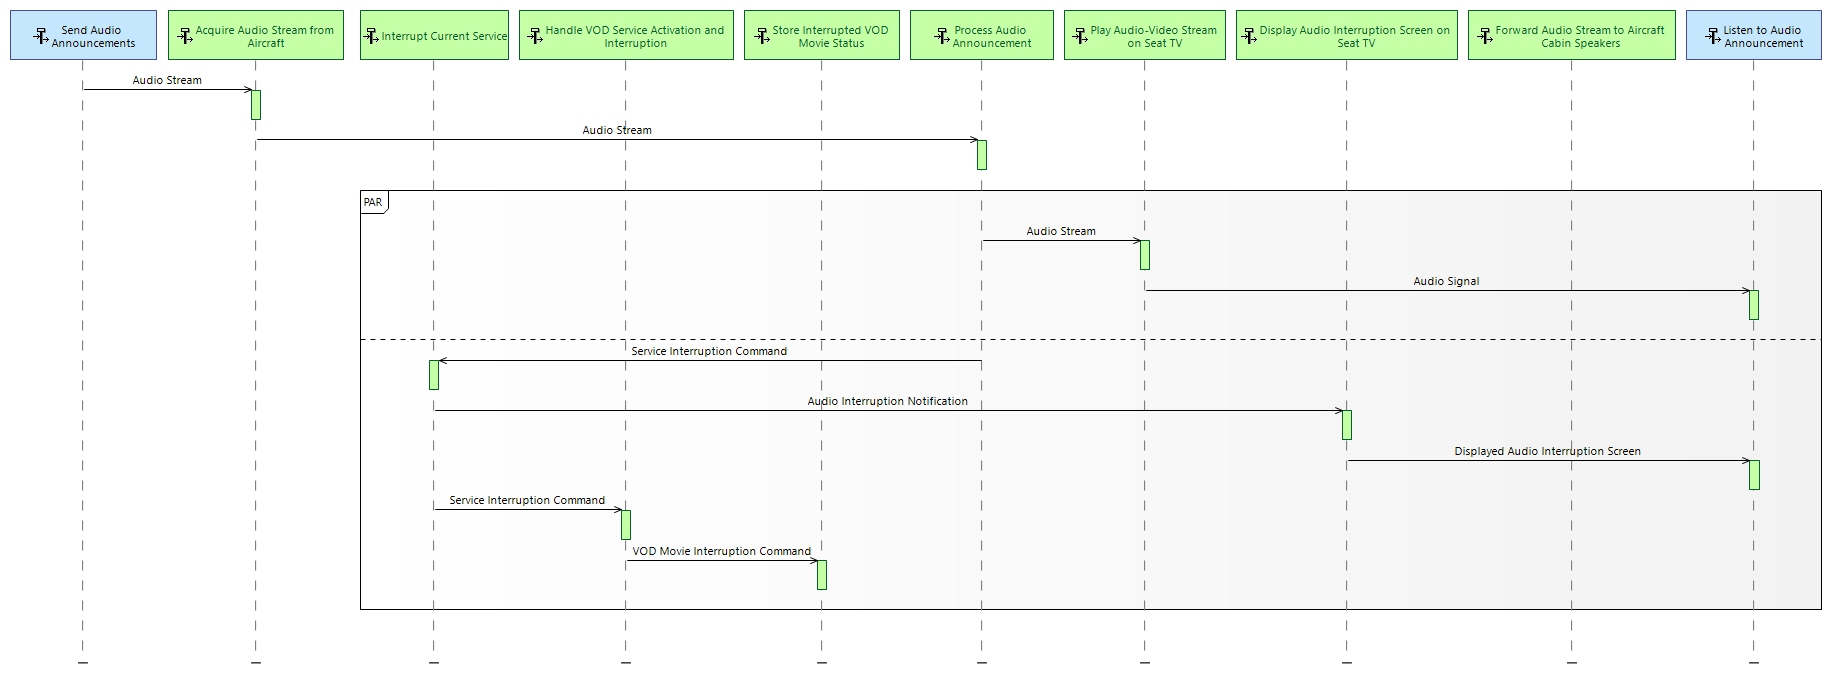 Send Audio
Announcements
Acquire Audio Stream from
Aircraft
Interrupt Current Service
Handle VOD Service Activation and
Interruption
Store Interrupted VOD
Movie Status
Process Audio
Announcement
Play Audio-Video Stream
on Seat TV
Display Audio Interruption Screen on
Seat TV
Forward Audio Stream to Aircraft
Cabin Speakers
Listen to Audio
Announcement
Audio Stream
Audio Stream
PAR
Audio Stream
Audio Signal
Service Interruption Command
Audio Interruption Notification
Displayed Audio Interruption Screen
Service Interruption Command
VOD Movie Interruption Command